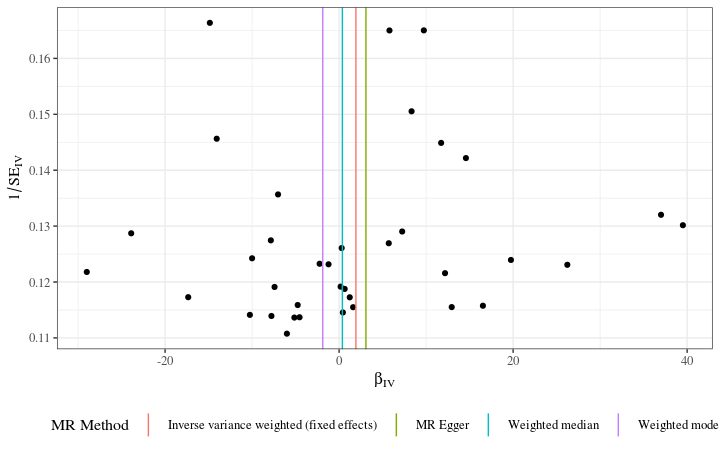 0.16
0.15
0.14
0.13
0.12
0.11
1/SE_IV
-20 0 20 40
β_IV
MR Method Inverse variance weighted (fixed effects) MR Egger Weighted median Weighted mode